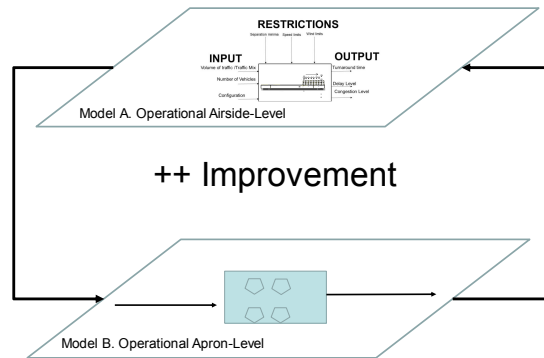 RESTRICTIONS
Separation minima Speed limits Wind limits
INPUT OUTPUT
Volume of traffic /Traffic Mix Turnaround time
Number of Vehicles Delay Level
Congestion Level
Configuration
Model A. Operational Airside-Level
++ Improvement
Model B. Operational Apron-Level